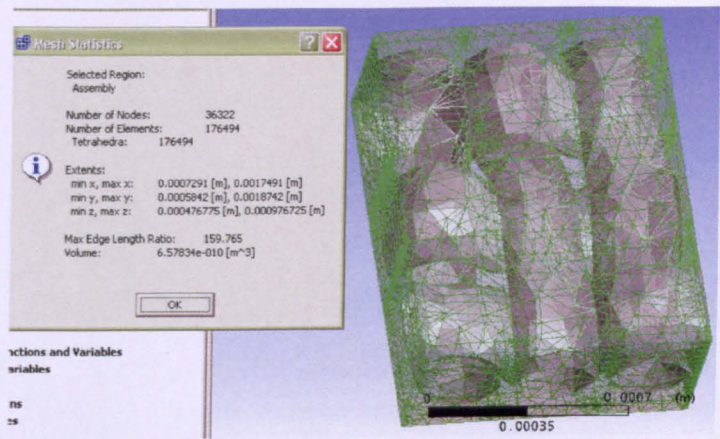 Mesh Statistics
Selected Region:
Assembly
Number of Nodes: 36322
Number of Elements: 176494
Tetrahedra: 176494
Extents:
min x, max x: 0.0007291 [m], 0.0017491 [m]
min y, max y: 0.0005842 [m], 0.0018742 [m]
min z, max z: 0.000476775 [m], 0.000976725 [m]
Max Edge Length Ratio: 159.765
Volume: 6.57834e-010 [m^3]
OK
nctions and Variables
ariables
ns
es
0 0.0007 (m)
0.00035